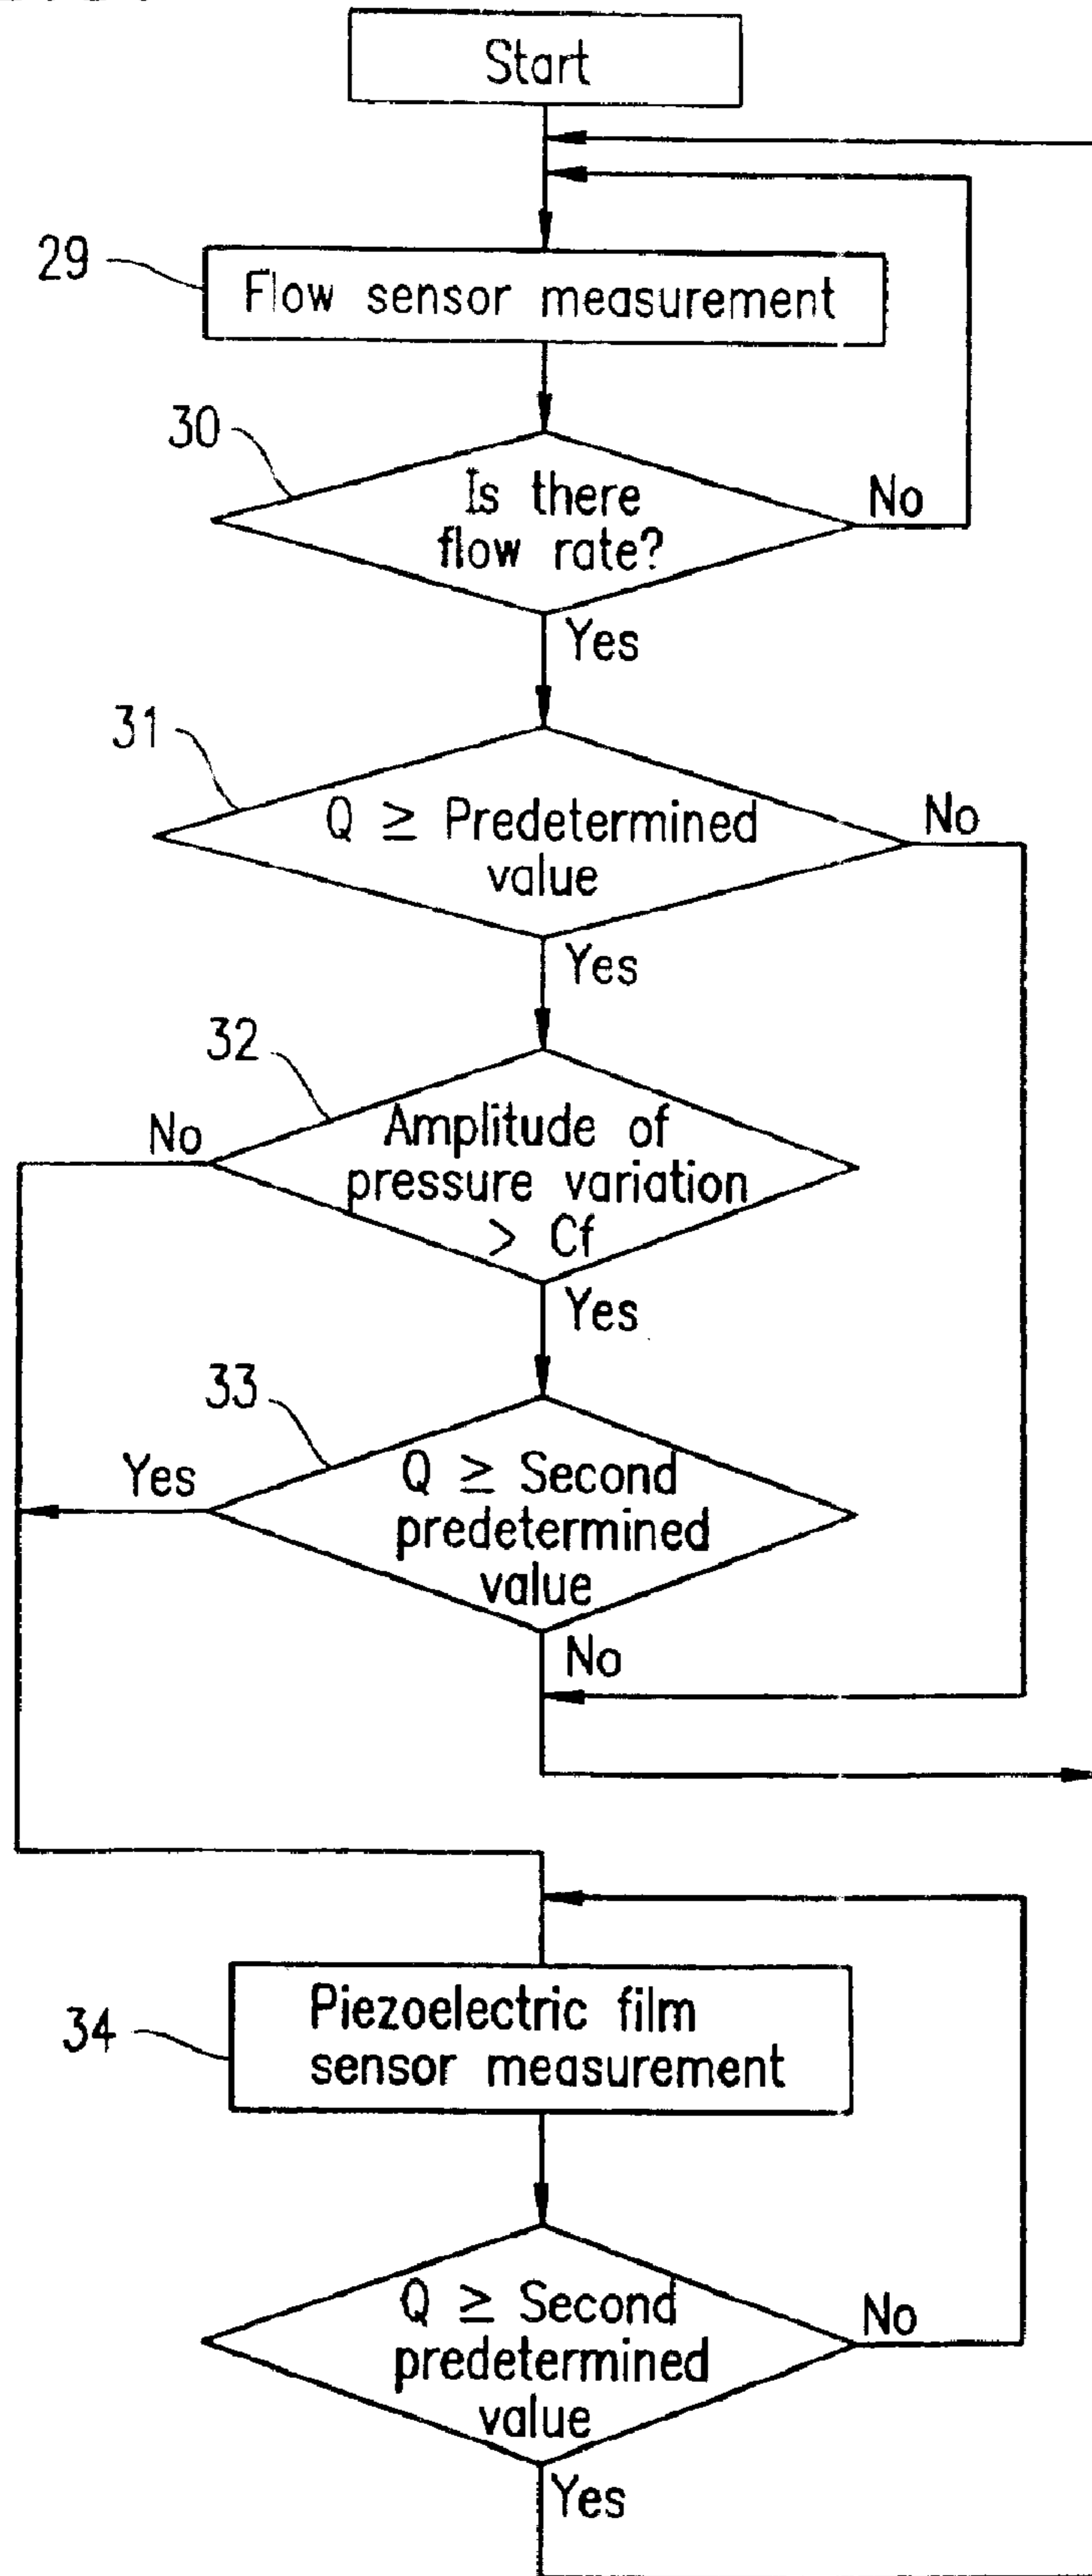 Start
29
Flow sensor measurement
30
Is there
flow rate?
No
Yes
31
Q ≥ Predetermined
value
No
Yes
32
No
Amplitude of
pressure variation
> Cf
Yes
33
Yes
Q ≥ Second
predetermined
value
No
34
Piezoelectric film
sensor measurement
Q ≥ Second
predetermined
value
No
Yes